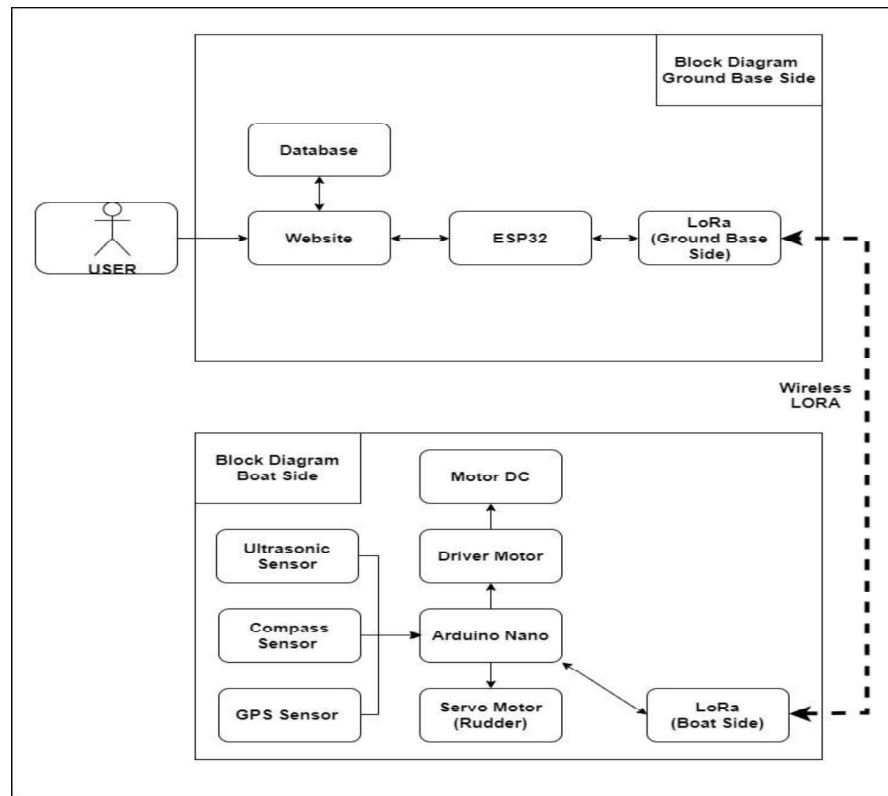 Block Diagram
Ground Base Side
Database
USER
Website
ESP32
LoRa
(Ground Base
Side)
Wireless
LORA
Block Diagram
Boat Side
Motor DC
Ultrasonic
Sensor
Driver Motor
Compass
Sensor
Arduino Nano
GPS Sensor
Servo Motor
(Rudder)
LoRa
(Boat Side)